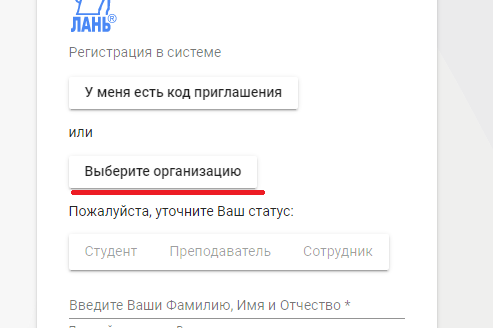 ЛАНЬ®
Регистрация в системе
У меня есть код приглашения
или
Выберите организацию
Пожалуйста, уточните Ваш статус:
Студент Преподаватель Сотрудник
Введите Ваши Фамилию, Имя и Отчество *